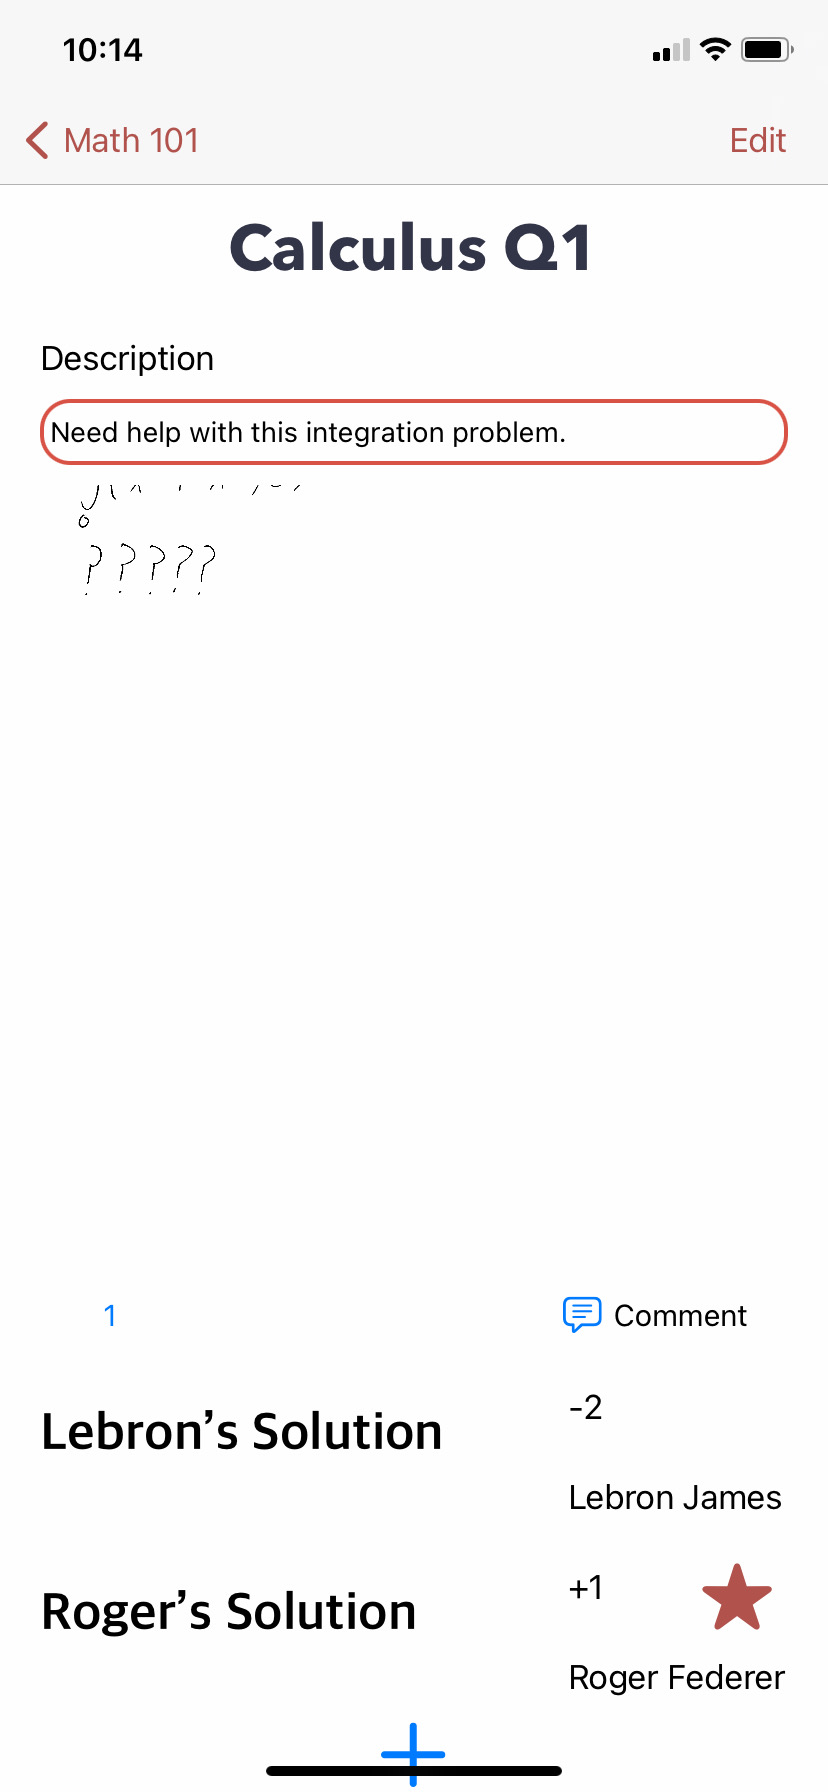 10:14
Math 101 Edit
Calculus Q1
Description
Need help with this integration problem.
?????
1 Comment
Lebron’s Solution
-2
Lebron James
Roger’s Solution
+1
Roger Federer